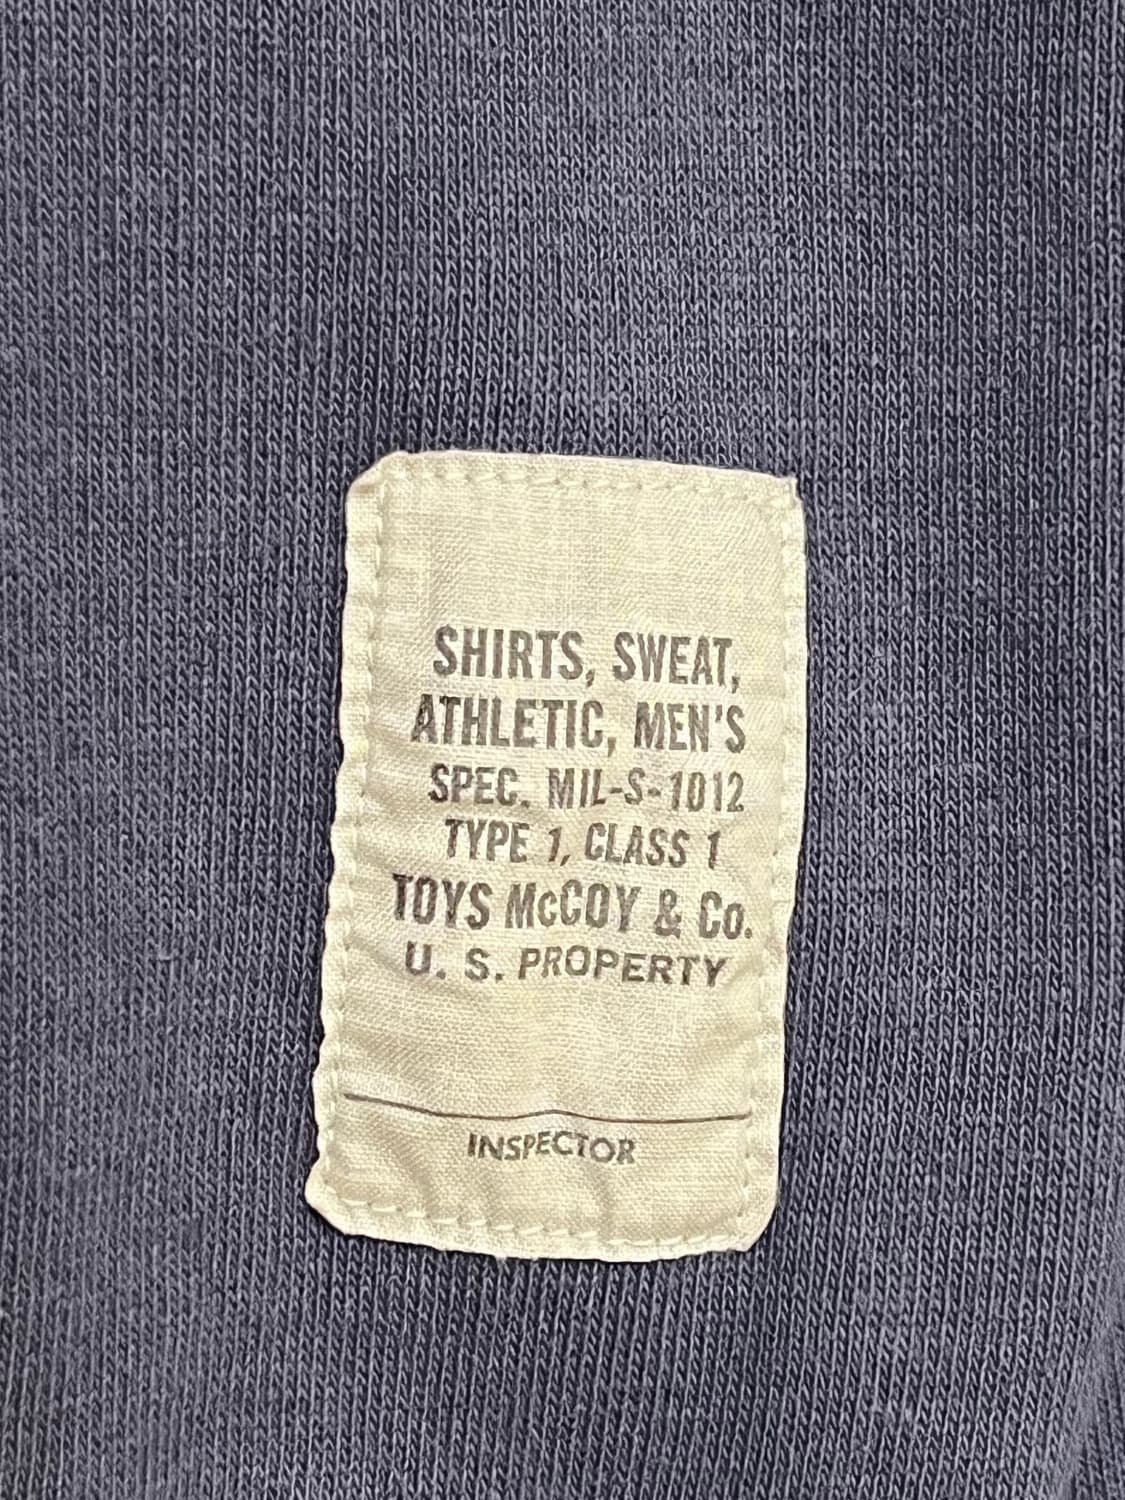 SHIRTS, SWEAT,
ATHLETIC, MEN'S
SPEC. MIL-S-1012
TYPE 1, CLASS 1
TOYS McCOY & Co.
U. S. PROPERTY
INSPECTOR